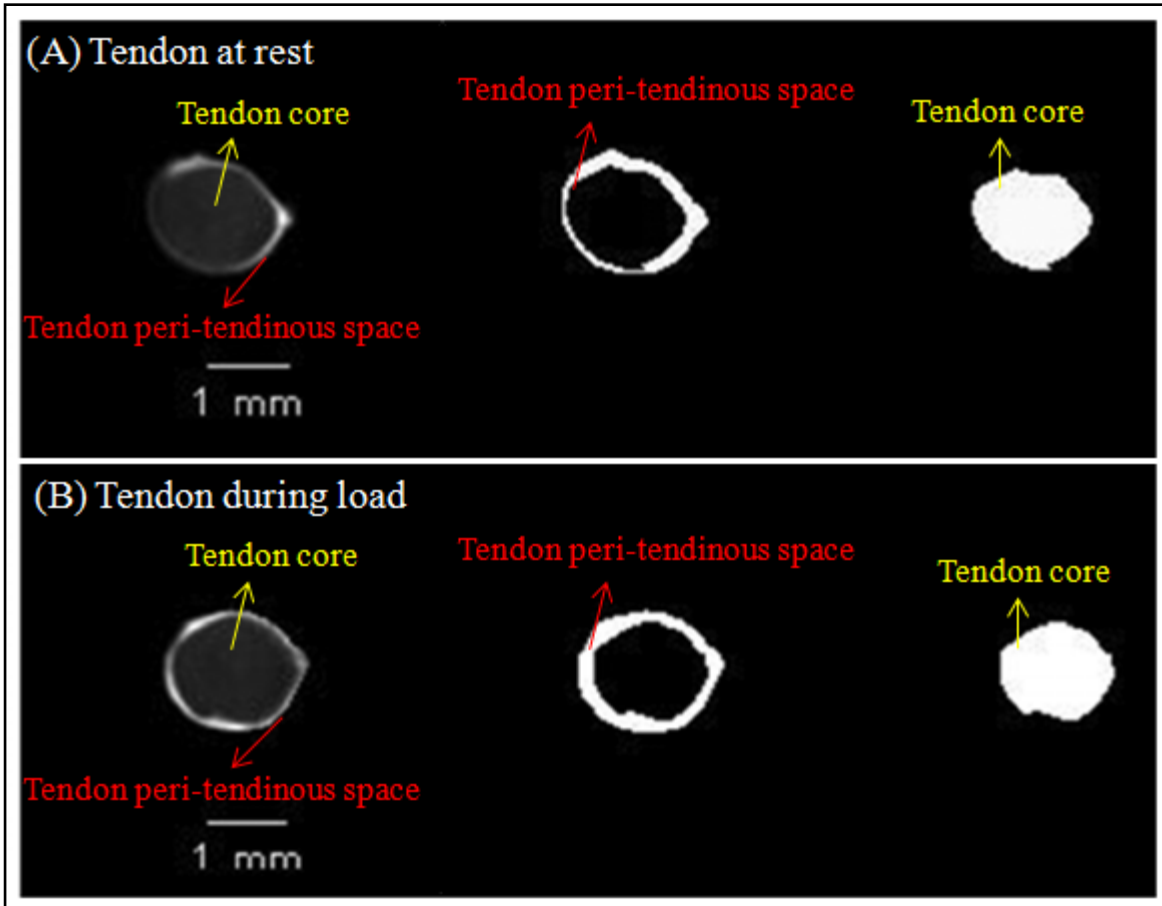 (A) Tendon at rest
Tendon peri-tendinous space
Tendon core
Tendon core
Tendon peri-tendinous space
1 mm
(B) Tendon during load
Tendon core
Tendon peri-tendinous space
Tendon core
Tendon peri-tendinous space
1 mm